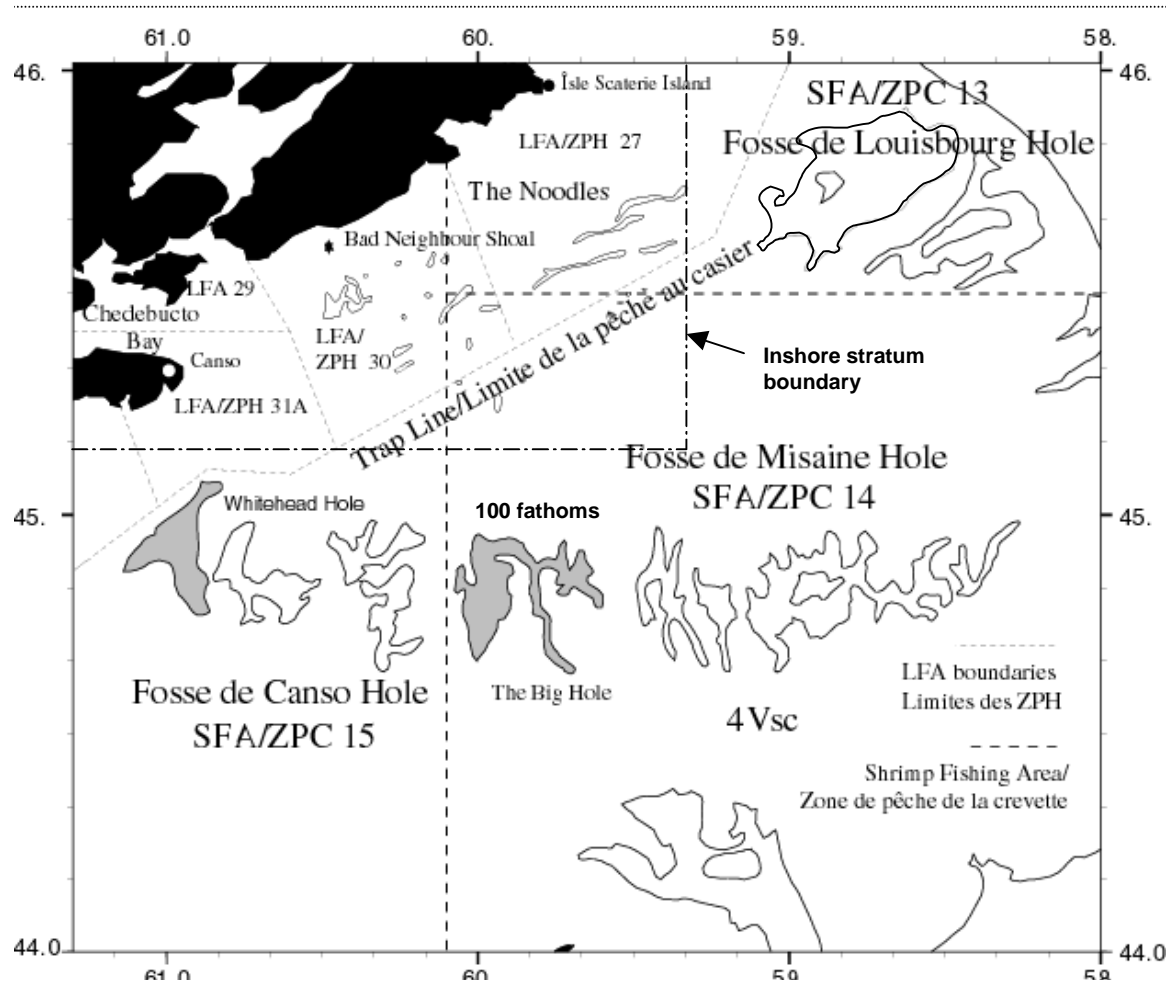 61.0 60. 59. 58.
46. 46.
SFA/ZPC 13
Îsle Scaterie Island
LFA/ZPH 27
Fosse de Louisbourg Hole
The Noodles
Bad Neighbour Shoal
LFA 29
Chedebucto
Bay
LFA/
ZPH 30
Canso
LFA/ZPH 31A
Trap Line/Limite de la pêche au casier
Inshore stratum
boundary
Fosse de Misaine Hole
SFA/ZPC 14
Whitehead Hole
100 fathoms
45. 45.
The Big Hole
Fosse de Canso Hole
SFA/ZPC 15
4Vsc
LFA boundaries
Limites des ZPH
Shrimp Fishing Area/
Zone de pêche de la crevette
44.0 44.0
61.0 60. 59. 58.